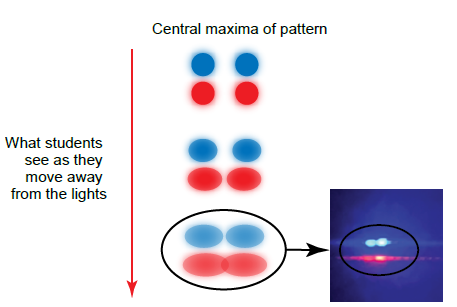 Central maxima of pattern
What students
see as they
move away
from the lights